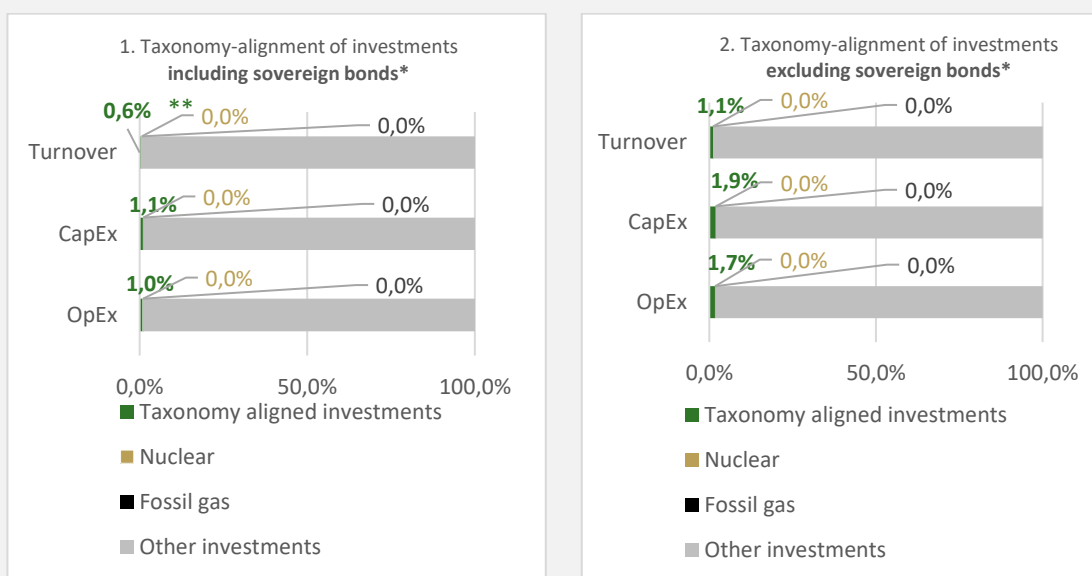 1. Taxonomy-alignment of investments
including sovereign bonds*
0,6% ** 0,0% 0,0%
Turnover
1,1% 0,0% 0,0%
CapEx
1,0% 0,0% 0,0%
OpEx
0,0% 50,0% 100,0%
Taxonomy aligned investments
Nuclear
Fossil gas
Other investments
2. Taxonomy-alignment of investments
excluding sovereign bonds*
1,1% 0,0% 0,0%
Turnover
1,9% 0,0% 0,0%
CapEx
1,7% 0,0% 0,0%
OpEx
0,0% 50,0% 100,0%
Taxonomy aligned investments
Nuclear
Fossil gas
Other investments